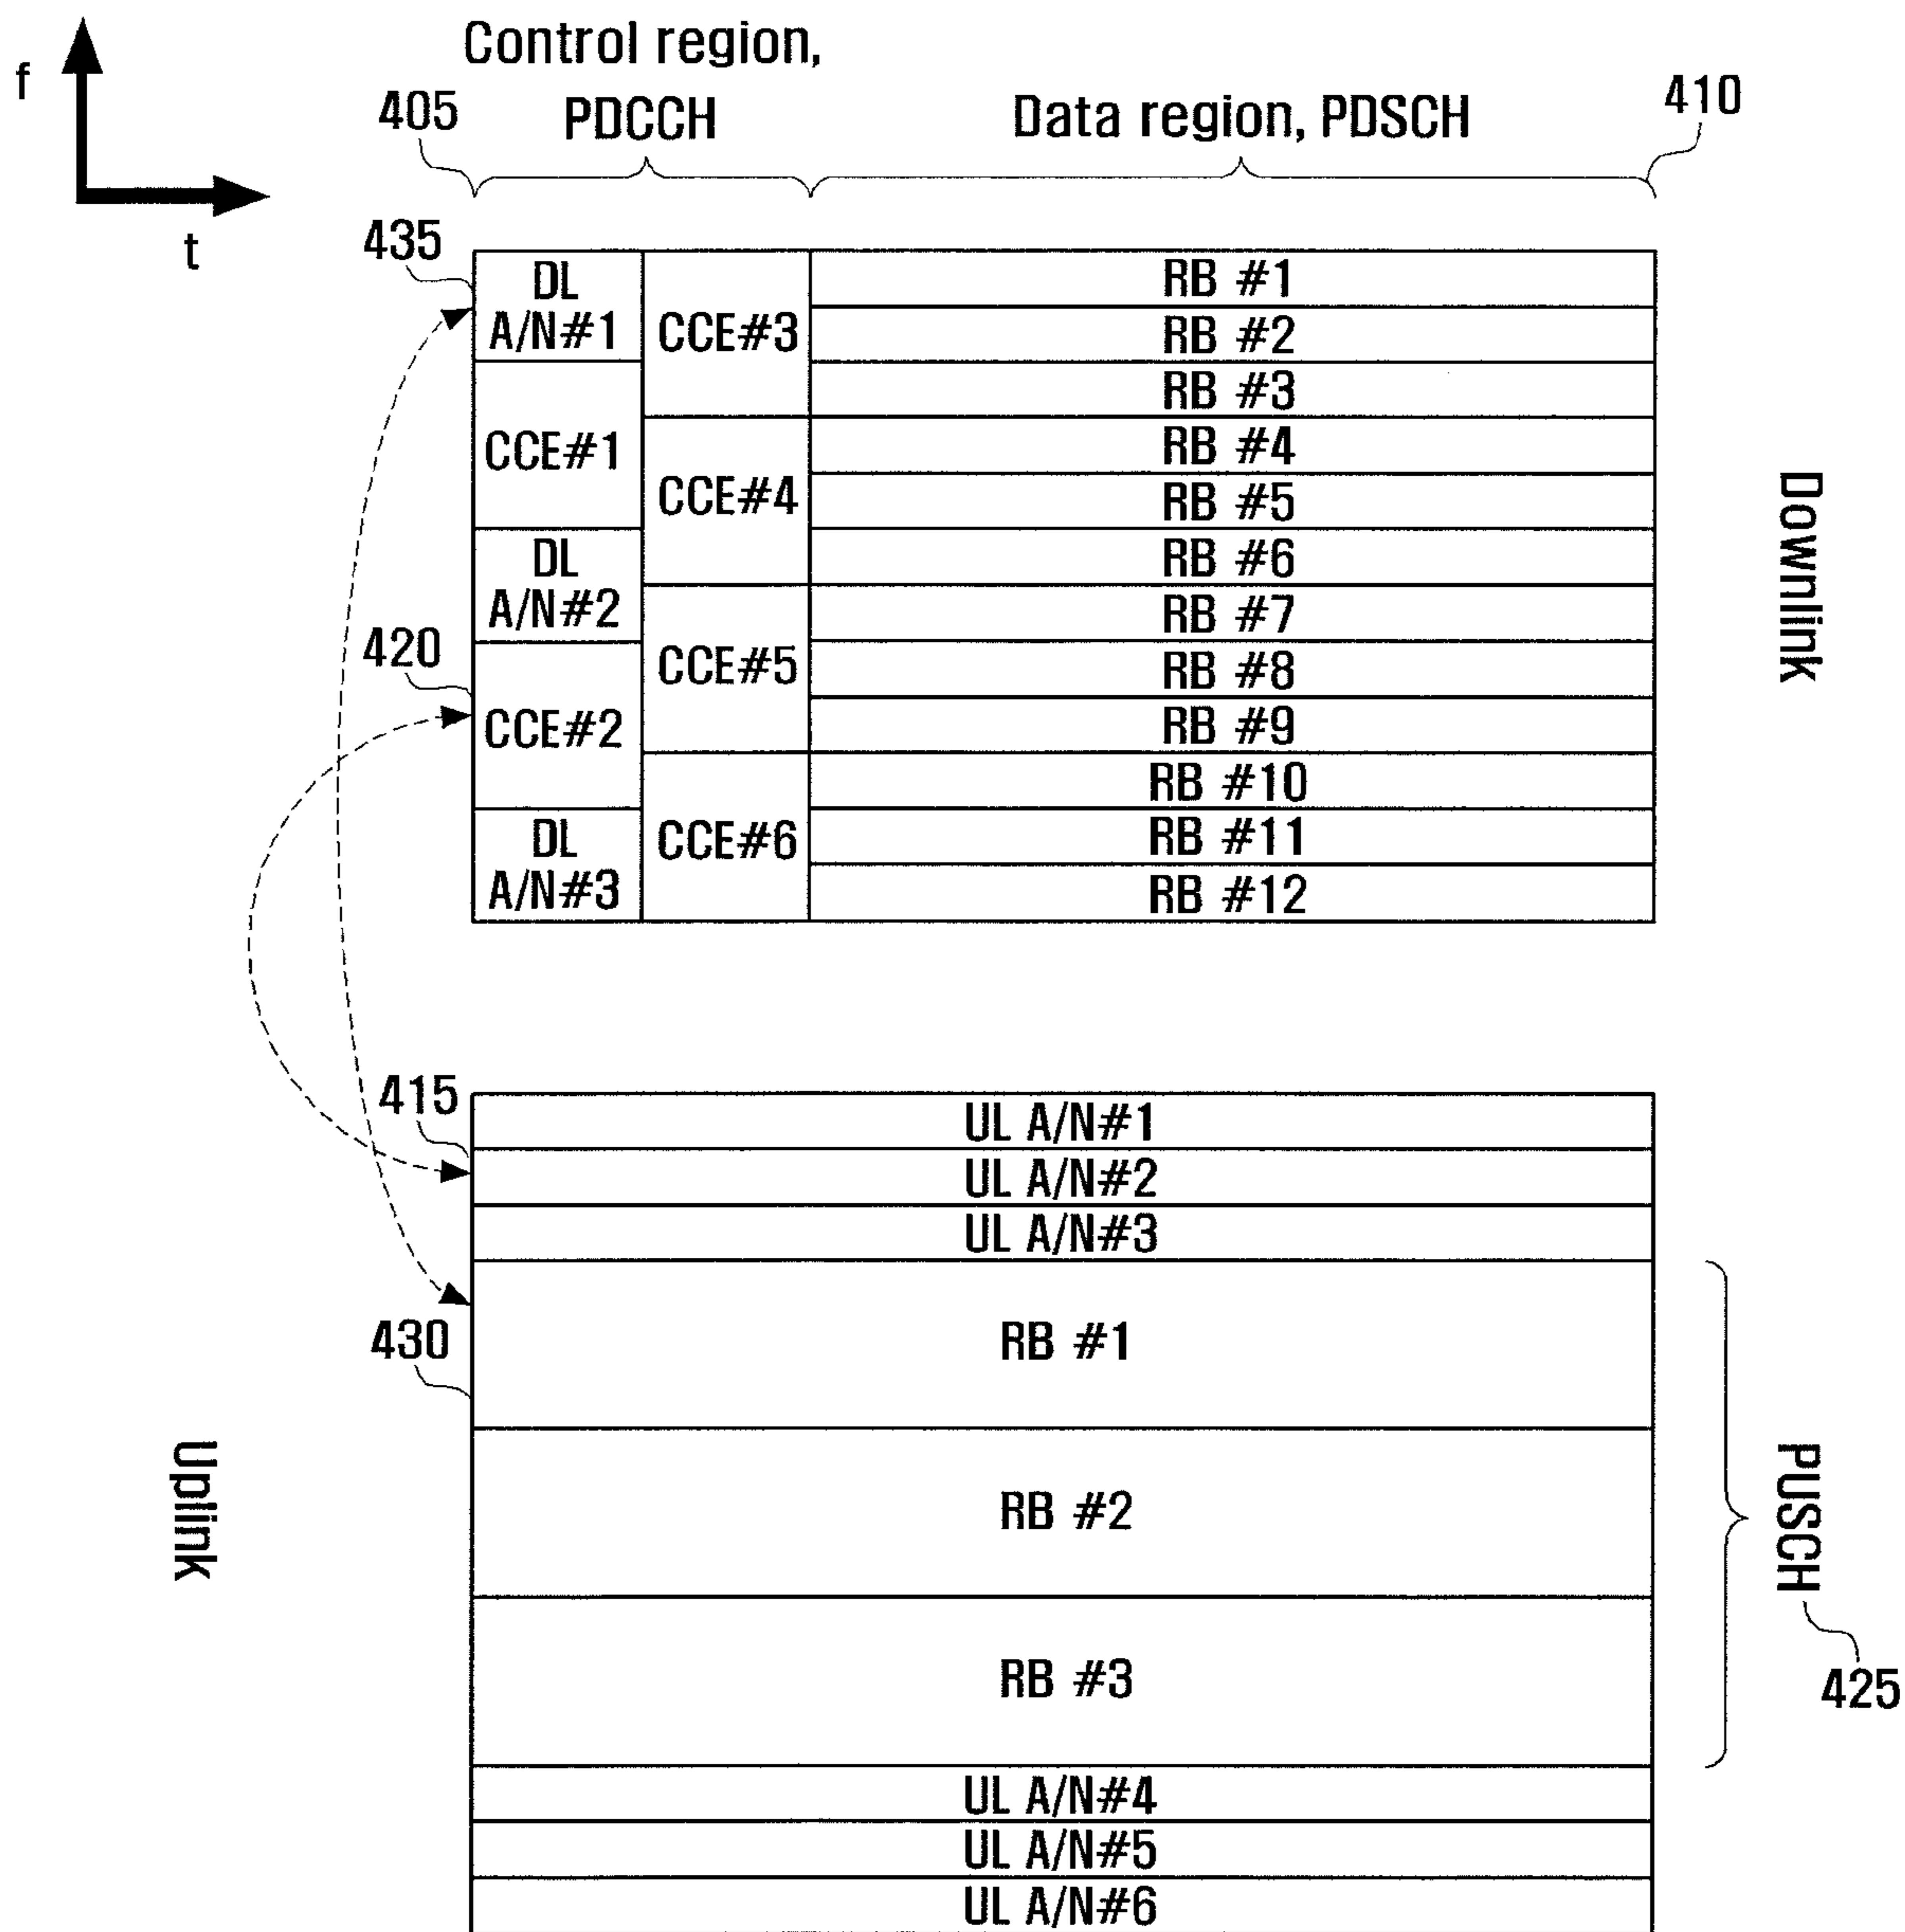 f
t
Control region,
PDCCH
Data region, PDSCH
405
410
435
DL
A/N#1
CCE#1
DL
A/N#2
420
CCE#2
DL
A/N#3
CCE#3
CCE#4
CCE#5
CCE#6
RB #1
RB #2
RB #3
RB #4
RB #5
RB #6
RB #7
RB #8
RB #9
RB #10
RB #11
RB #12
Downlink
415
UL A/N#1
UL A/N#2
UL A/N#3
430
RB #1
RB #2
RB #3
UL A/N#4
UL A/N#5
UL A/N#6
Uplink
PUSCH
425